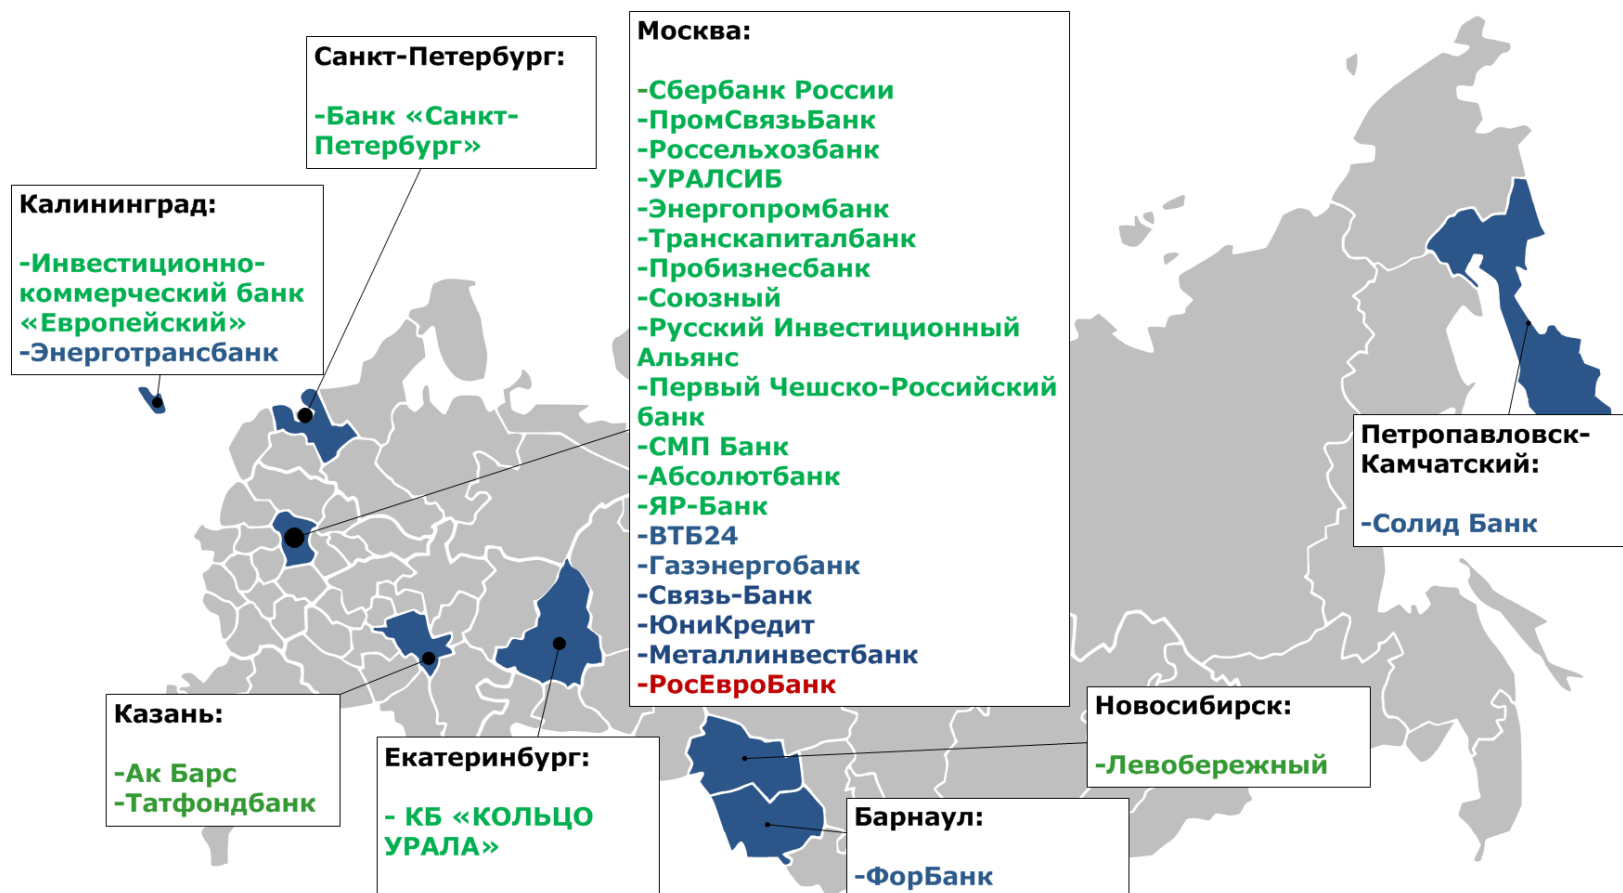 Санкт-Петербург:
-Банк «Санкт-
Петербург»
Калининград:
-Инвестиционно-
коммерческий банк
«Европейский»
-Энерготрансбанк
Москва:
-Сбербанк России
-ПромСвязьБанк
-Россельхозбанк
-УРАЛСИБ
-Энергопромбанк
-Транскапиталбанк
-Пробизнесбанк
-Союзный
-Русский Инвестиционный
Альянс
-Первый Чешско-Российский
банк
-СМП Банк
-Абсолютбанк
-ЯР-Банк
-ВТБ24
-Газэнергобанк
-Связь-Банк
-ЮниКредит
-Металлинвестбанк
-РосЕвроБанк
Петропавловск-
Камчатский:
-Солид Банк
Казань:
-Ак Барс
-Татфондбанк
Екатеринбург:
- КБ «КОЛЬЦО
УРАЛА»
Новосибирск:
-Левобережный
Барнаул:
-ФорБанк